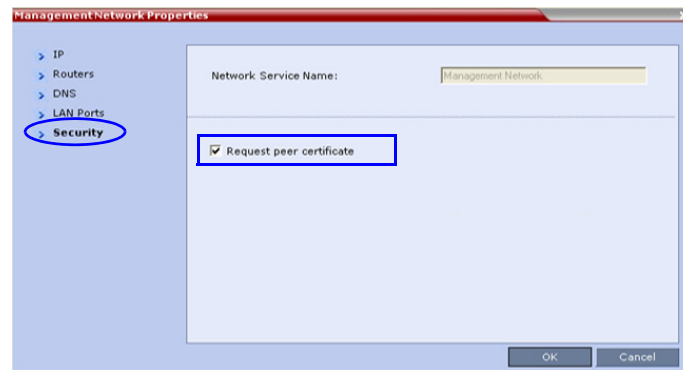 Management Network Properties
IP
Routers
DNS
LAN Ports
Security
Network Service Name:
Management Network
Request peer certificate
OK
Cancel